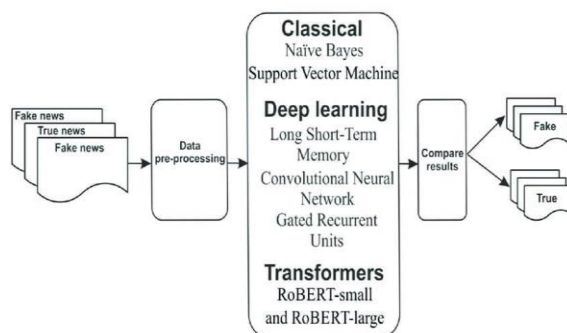 Fake news
True news
Fake news
Data
pre-processing
Classical
Naïve Bayes
Support Vector Machine
Deep learning
Long Short-Term
Memory
Convolutional Neural
Network
Gated Recurrent
Units
Transformers
RoBERT-small
and RoBERT-large
Compare
results
Fake
True